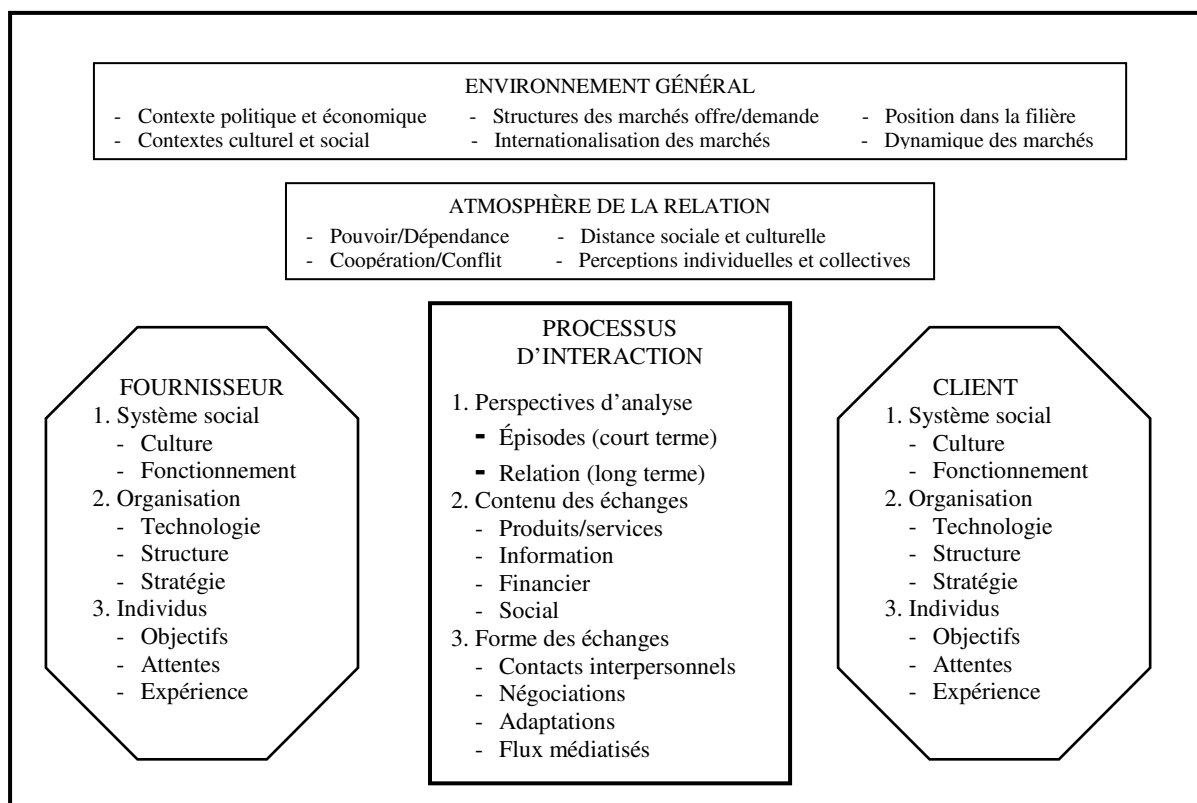 ENVIRONNEMENT GÉNÉRAL
- Contexte politique et économique - Structures des marchés offre/demande - Position dans la filière
- Contextes culturel et social - Internationalisation des marchés - Dynamique des marchés
ATMOSPHÈRE DE LA RELATION
- Pouvoir/Dépendance - Distance sociale et culturelle
- Coopération/Conflit - Perceptions individuelles et collectives
FOURNISSEUR
1. Système social
- Culture
- Fonctionnement
2. Organisation
- Technologie
- Structure
- Stratégie
3. Individus
- Objectifs
- Attentes
- Expérience
PROCESSUS
D’INTERACTION
1. Perspectives d’analyse
- Épisodes (court terme)
- Relation (long terme)
2. Contenu des échanges
- Produits/services
- Information
- Financier
- Social
3. Forme des échanges
- Contacts interpersonnels
- Négociations
- Adaptations
- Flux médiatisés
CLIENT
1. Système social
- Culture
- Fonctionnement
2. Organisation
- Technologie
- Structure
- Stratégie
3. Individus
- Objectifs
- Attentes
- Expérience